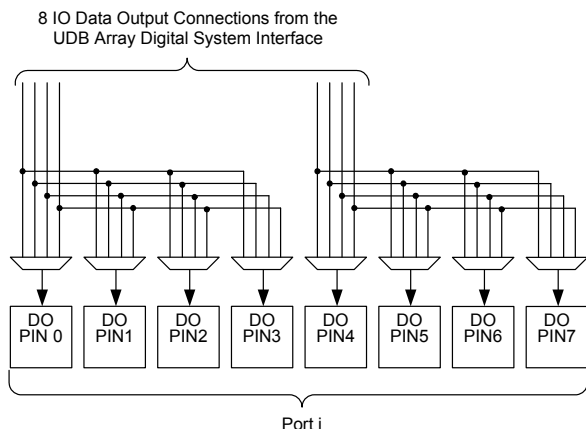 8 IO Data Output Connections from the
UDB Array Digital System Interface
DO
PIN 0
DO
PIN1
DO
PIN2
DO
PIN3
DO
PIN4
DO
PIN5
DO
PIN6
DO
PIN7
Port i